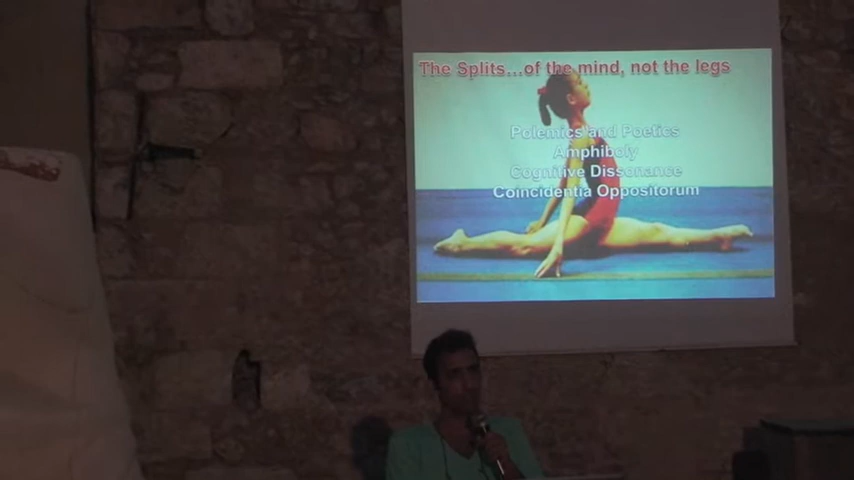 The Splits...of the mind, not the legs
Polemics and Poetics
Amphiboly
Cognitive Dissonance
Coincidentia Oppositorum